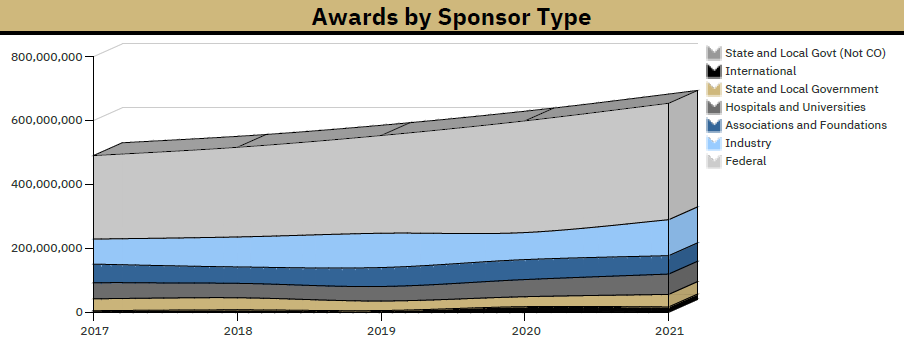 Awards by Sponsor Type
800,000,000
600,000,000
400,000,000
200,000,000
0
2017 2018 2019 2020 2021
State and Local Govt (Not CO)
International
State and Local Government
Hospitals and Universities
Associations and Foundations
Industry
Federal